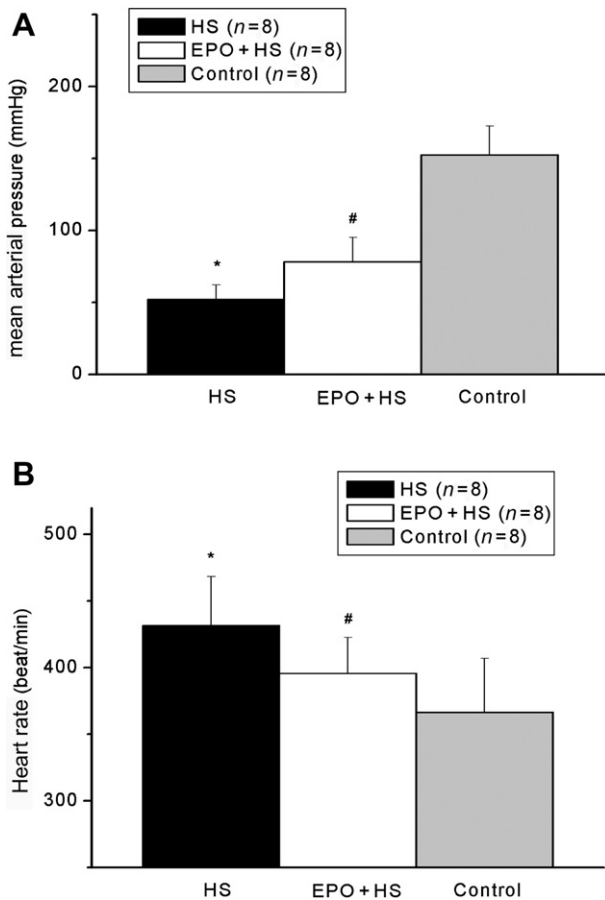 A
HS (n=8)
EPO + HS (n=8)
Control (n=8)
mean arterial pressure (mmHg)
200
100
0
*
#
HS
EPO + HS
Control
B
HS (n=8)
EPO + HS (n=8)
Control (n=8)
Heart rate (beat/min)
500
400
300
*
#
HS
EPO + HS
Control